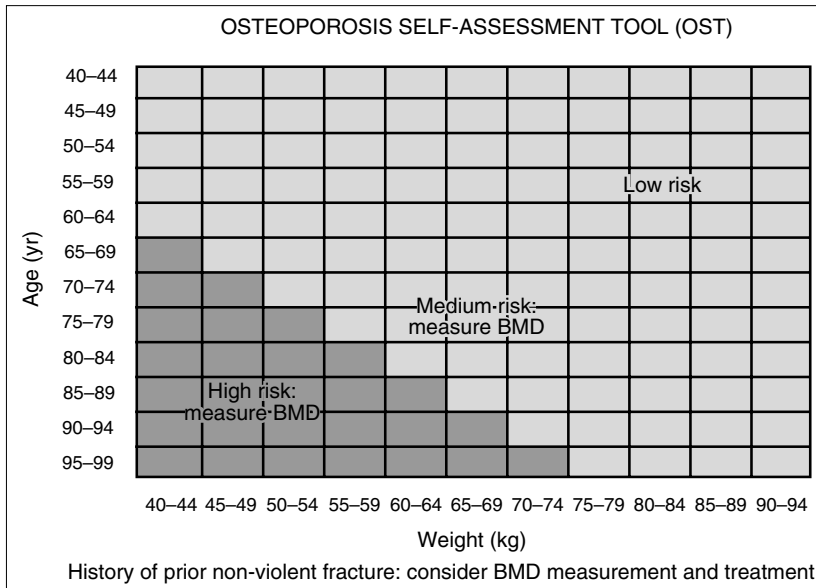 OSTEOPOROSIS SELF-ASSESSMENT TOOL (OST)
Age (yr)
40–44
45–49
50–54
55–59
60–64
65–69
70–74
75–79
80–84
85–89
90–94
95–99
Low risk
Medium risk:
measure BMD
High risk:
measure BMD
40–44 45–49 50–54 55–59 60–64 65–69 70–74 75–79 80–84 85–89 90–94
Weight (kg)
History of prior non-violent fracture: consider BMD measurement and treatment